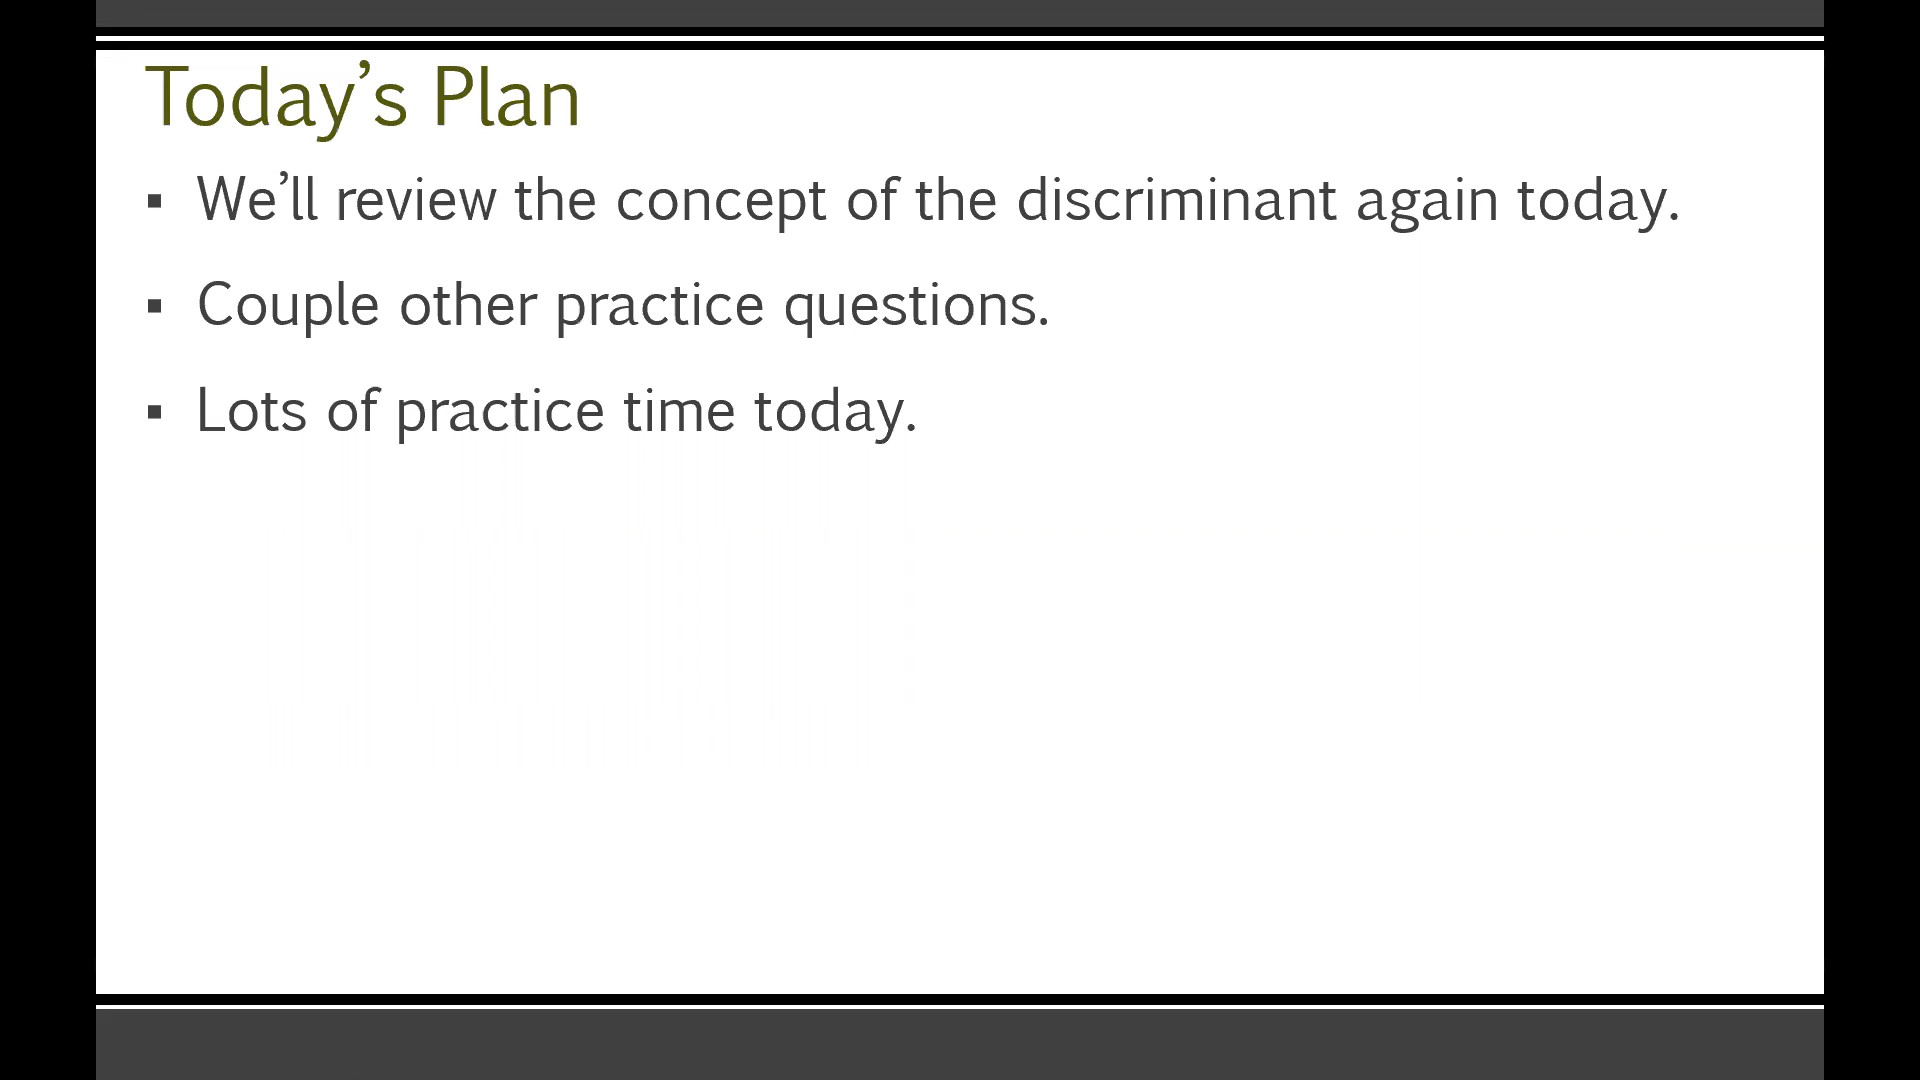 Today’s Plan
▪ We’ll review the concept of the discriminant again today.
▪ Couple other practice questions.
▪ Lots of practice time today.